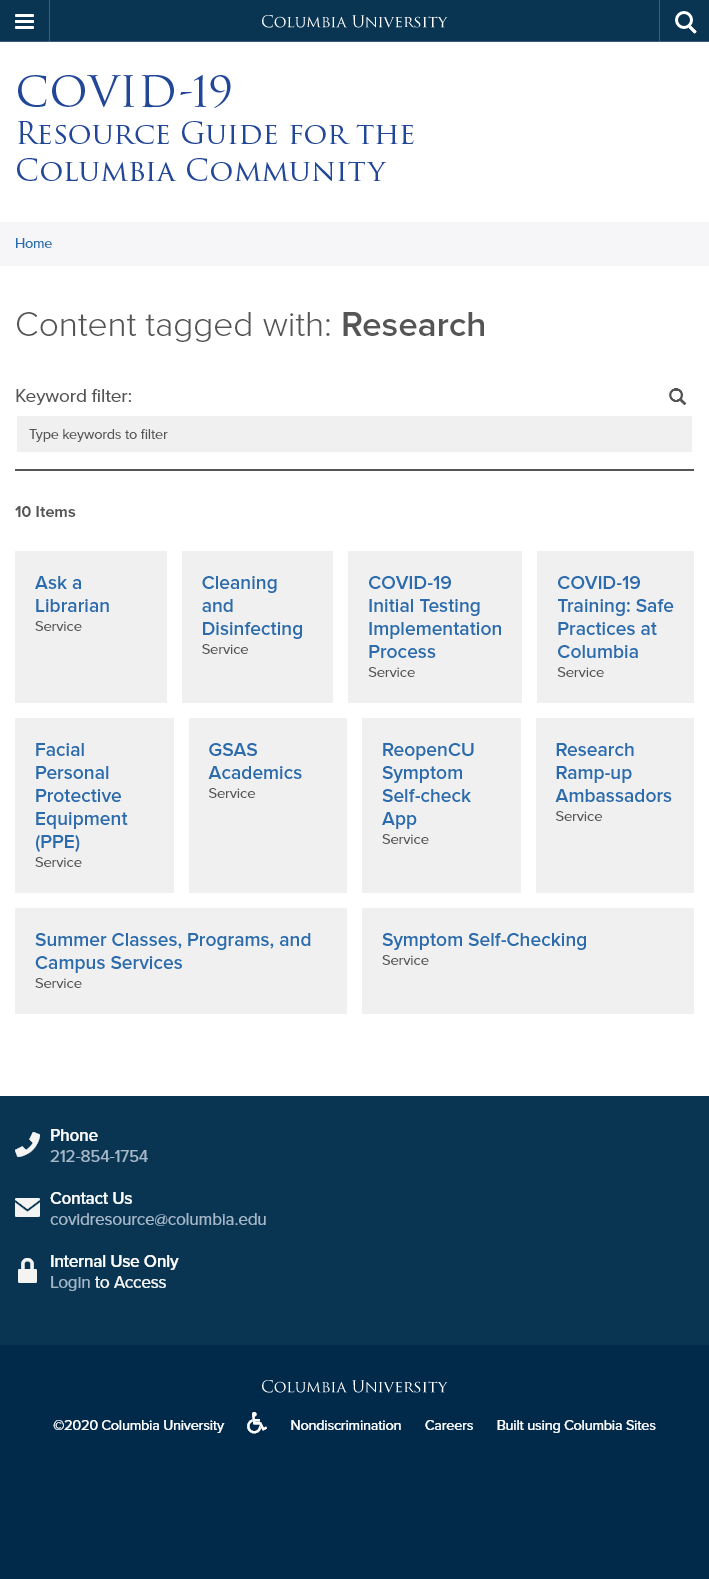 Columbia University
COVID-19
Resource Guide for the
Columbia Community
Home
Content tagged with: Research
Keyword filter:
Type keywords to filter
10 Items
Ask a
Librarian
Service
Cleaning
and
Disinfecting
Service
COVID-19
Initial Testing
Implementation
Process
Service
COVID-19
Training: Safe
Practices at
Columbia
Service
Facial
Personal
Protective
Equipment
(PPE)
Service
GSAS
Academics
Service
ReopenCU
Symptom
Self-check
App
Service
Research
Ramp-up
Ambassadors
Service
Summer Classes, Programs, and
Campus Services
Service
Symptom Self-Checking
Service
Phone
212-854-1754
Contact Us
covidresource@columbia.edu
Internal Use Only
Login to Access
Columbia University
©2020 Columbia University Nondiscrimination Careers Built using Columbia Sites